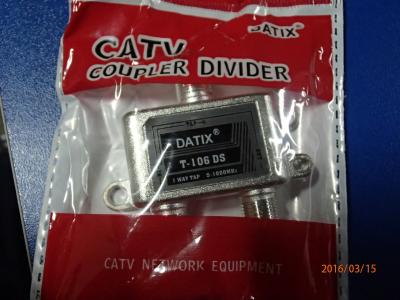 DATIX®
CATV
COUPLER DIVIDER
DATIX®
T-106 DS
1 WAY TAP 5-1000MHz
CATV NETWORK EQUIPMENT
2016/03/15